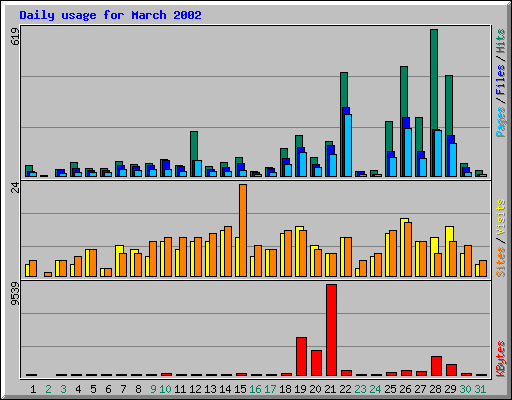 Daily usage for March 2002
619
Pages / Files / Hits
24
Sites / Visits
9539
KBytes
1 2 3 4 5 6 7 8 9 10 11 12 13 14 15 16 17 18 19 20 21 22 23 24 25 26 27 28 29 30 31